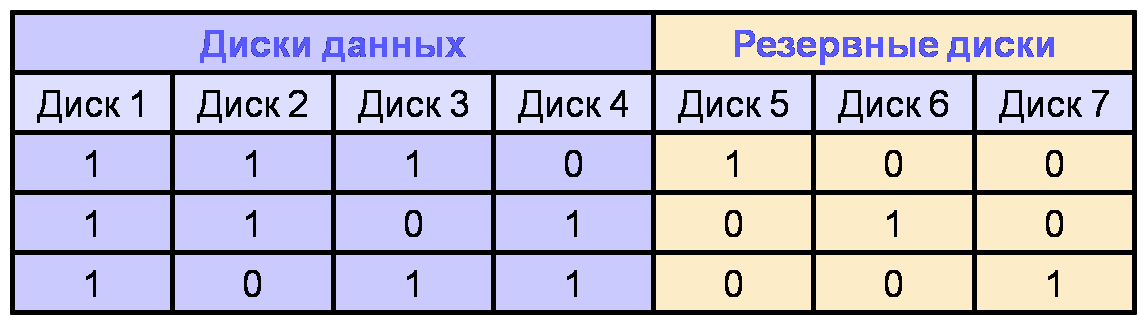 Диски данных Резервные диски
Диск 1 Диск 2 Диск 3 Диск 4 Диск 5 Диск 6 Диск 7
1 1 1 0 1 0 0
1 1 0 1 0 1 0
1 0 1 1 0 0 1